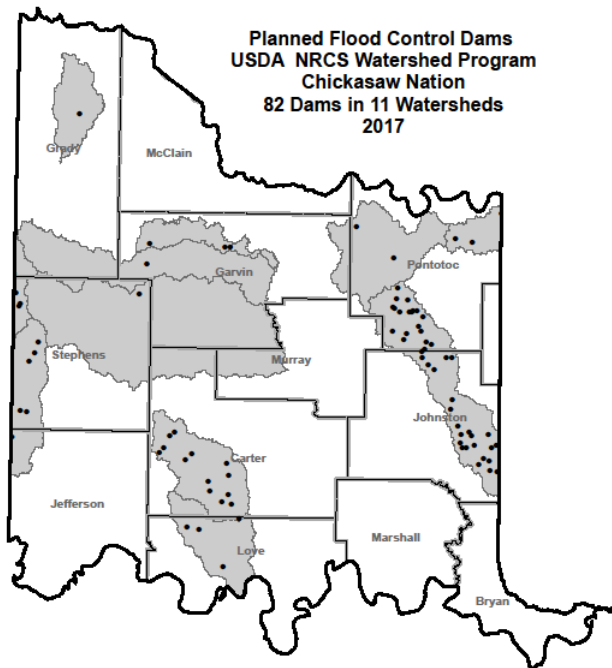 Planned Flood Control Dams
USDA NRCS Watershed Program
Chickasaw Nation
82 Dams in 11 Watersheds
2017
Grady
McClain
Garvin
Pontotoc
Stephens
Murray
Johnston
Carter
Jefferson
Marshall
Love
Bryan